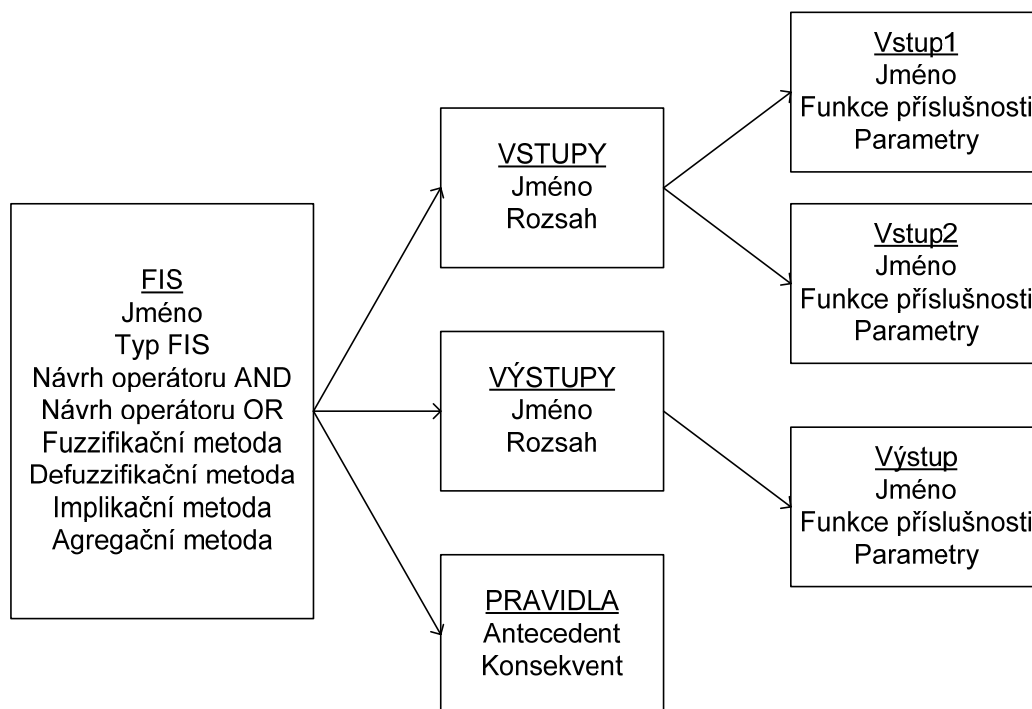 FIS
Jméno
Typ FIS
Návrh operátoru AND
Návrh operátoru OR
Fuzzifikační metoda
Defuzzifikační metoda
Implikační metoda
Agregační metoda
VSTUPY
Jméno
Rozsah
VÝSTUPY
Jméno
Rozsah
PRAVIDLA
Antecedent
Konsekvent
Vstup1
Jméno
Funkce příslušnosti
Parametry
Vstup2
Jméno
Funkce příslušnosti
Parametry
Výstup
Jméno
Funkce příslušnosti
Parametry